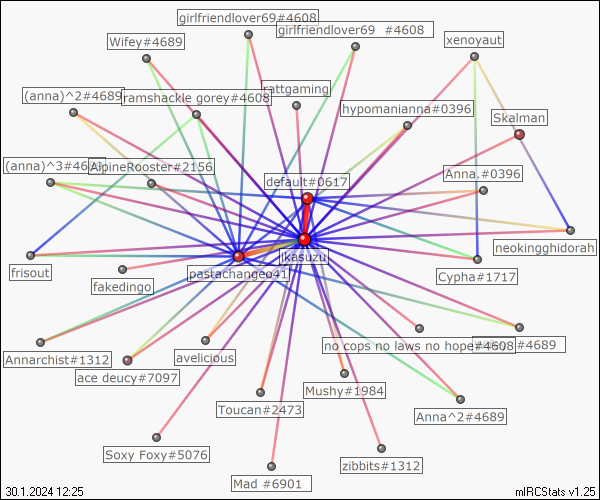 girlfriendlover69#4608
girlfriendlover69 #4608
Wifey#4689
xenoyaut
rattgaming
(anna)^2#4689
ramshackle gorey#4608
hypomanianna#0396
Skalman
(anna)^3#46
AlpineRooster#2156
default#0617
Anna.#0396
neokingghidorah
jkasuzu
frisout
fakedingo
pastachangeo41
Cypha#1717
Annarchist#1312
avelicious
no cops no laws no hope#4608
#4689
ace deucy#7097
Mushy#1984
Toucan#2473
Anna^2#4689
Soxy Foxy#5076
zibbits#1312
Mad #6901
30.1.2024 12:25
mIRCStats v1.25